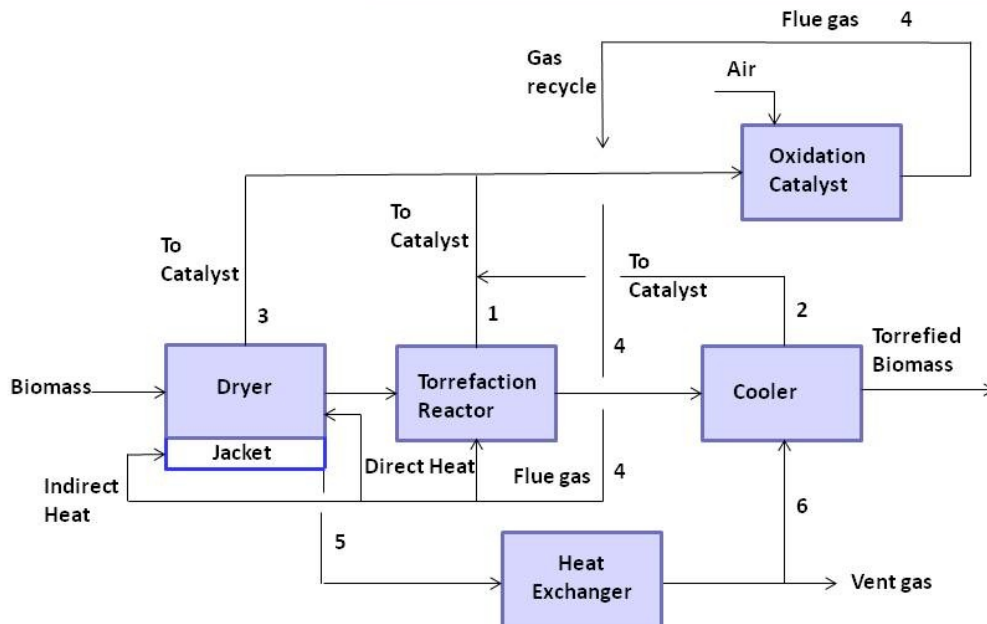 Flue gas 4
Gas
recycle
Air
Oxidation
Catalyst
To
Catalyst
To
Catalyst
To
Catalyst
3
1
2
4
Torrefied
Biomass
Biomass
Dryer
Torrefaction
Reactor
Cooler
Jacket
Direct Heat
Flue gas
4
Indirect
Heat
5
6
Heat
Exchanger
Vent gas